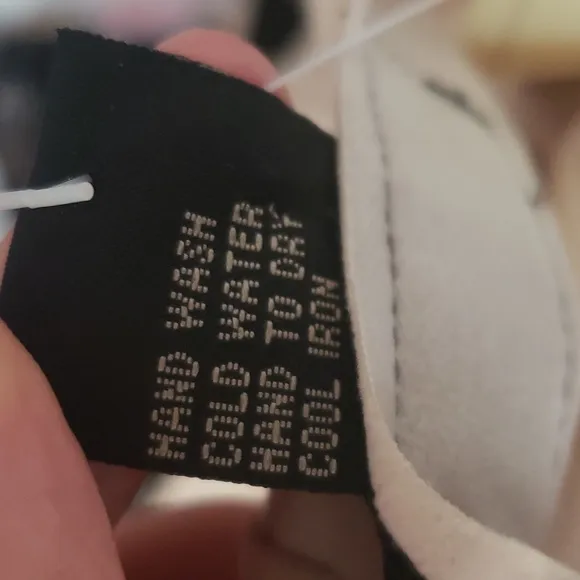 HAND WASH
COLD WATER
HAND TO DRY
COOL IRON